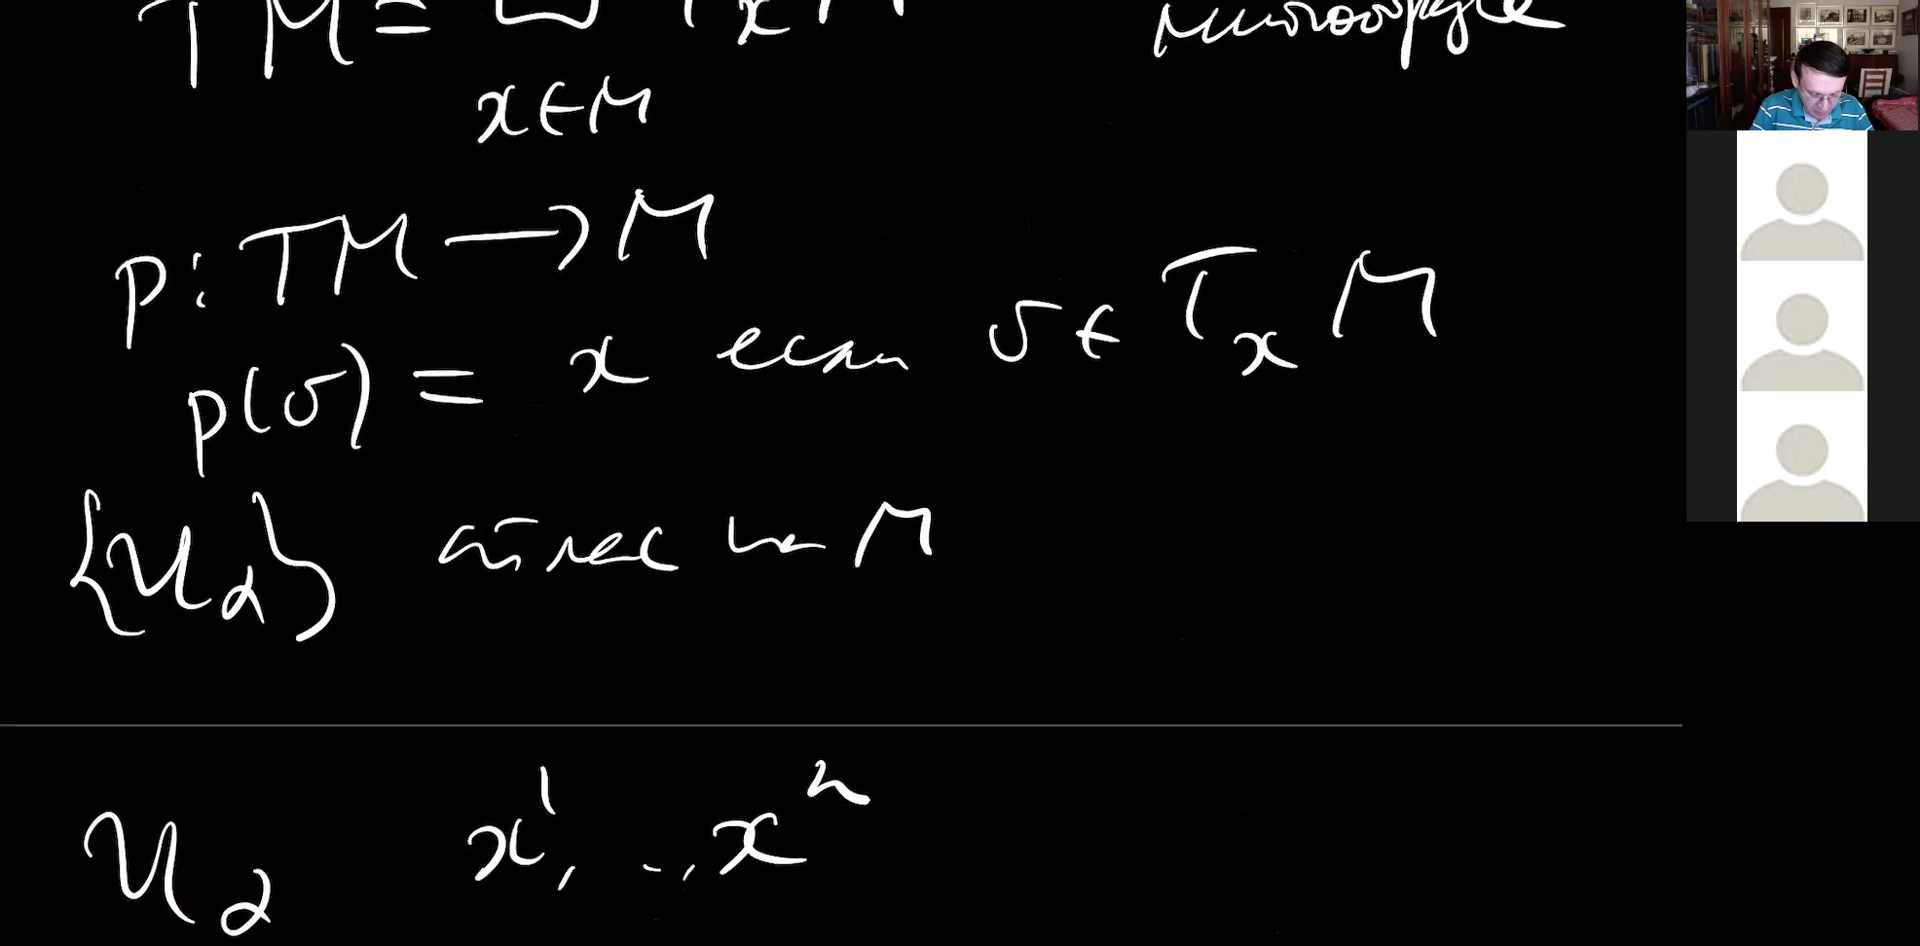 TM = ⊔ TₓM многообразие
x ∈ M
p: TM → M
p(v) = x если v ∈ TₓM
{U_α} атлас на M
U_α x¹, .., xⁿ